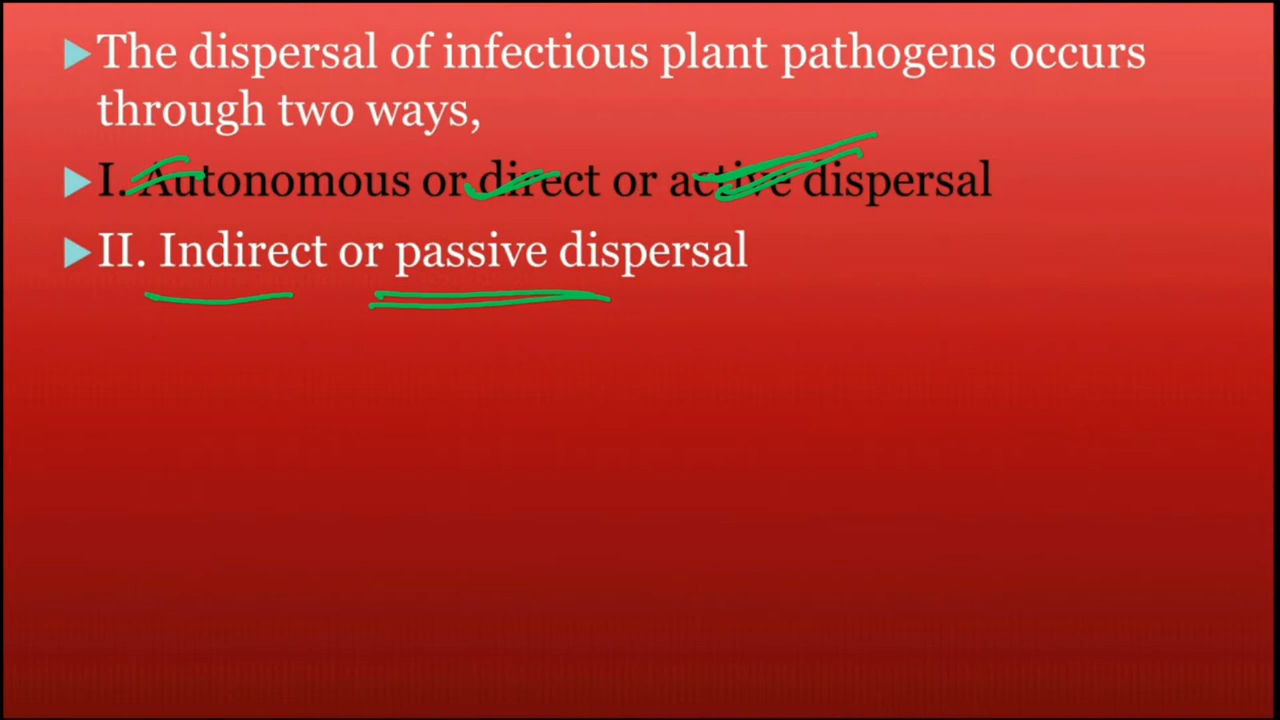 The dispersal of infectious plant pathogens occurs
through two ways,
I. Autonomous or direct or active dispersal
II. Indirect or passive dispersal